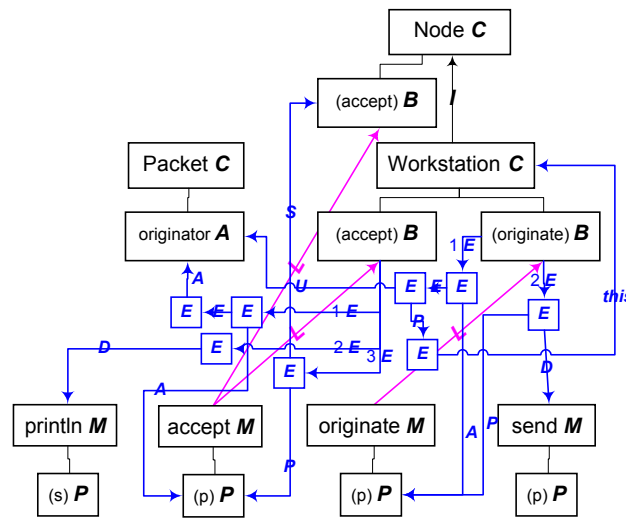 Node C
(accept) B
I
Packet C
Workstation C
S
originator A
(accept) B
(originate) B
1 E
L
A
U
E
E
2 E
E
E
E
1 E
E
this
P
E
L
L
D
E
2 E
3 E
E
D
E
A
println M
accept M
originate M
A
P
send M
P
(s) P
(p) P
(p) P
(p) P